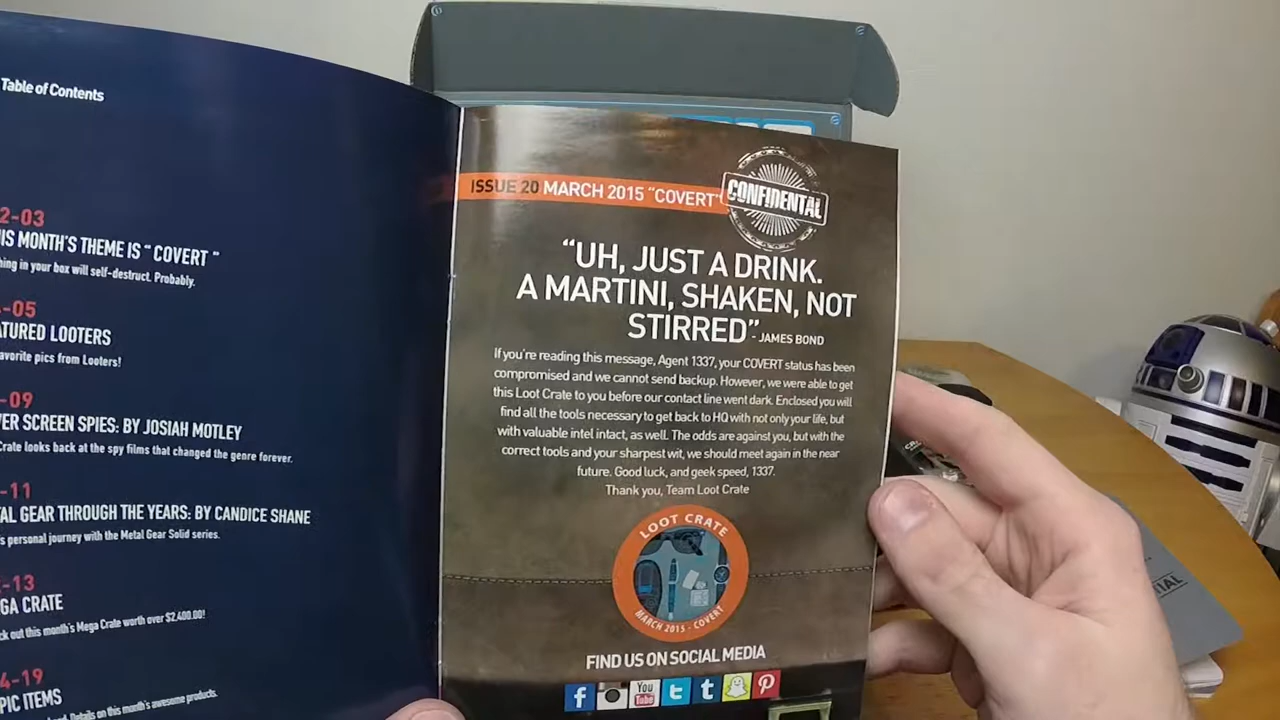 Table of Contents
2-03
IS MONTH'S THEME IS " COVERT "
hing in your box will self-destruct. Probably.
-05
ATURED LOOTERS
avorite pics from Looters!
-09
VER SCREEN SPIES: BY JOSIAH MOTLEY
Crate looks back at the spy films that changed the genre forever.
-11
TAL GEAR THROUGH THE YEARS: BY CANDICE SHANE
's personal journey with the Metal Gear Solid series.
-13
GA CRATE
ck out this month's Mega Crate worth over $2,400.00!
4-19
PIC ITEMS
Details on this month's awesome products.
ISSUE 20 MARCH 2015 "COVERT"
CONFIDENTAL
"UH, JUST A DRINK.
A MARTINI, SHAKEN, NOT
STIRRED" - JAMES BOND
If you're reading this message, Agent 1337, your COVERT status has been
compromised and we cannot send backup. However, we were able to get
this Loot Crate to you before our contact line went dark. Enclosed you will
find all the tools necessary to get back to HQ with not only your life, but
with valuable intel intact, as well. The odds are against you, but with the
correct tools and your sharpest wit, we should meet again in the near
future. Good luck, and geek speed, 1337.
Thank you, Team Loot Crate
LOOT CRATE
MARCH 2015 - COVERT
FIND US ON SOCIAL MEDIA
You
Tube